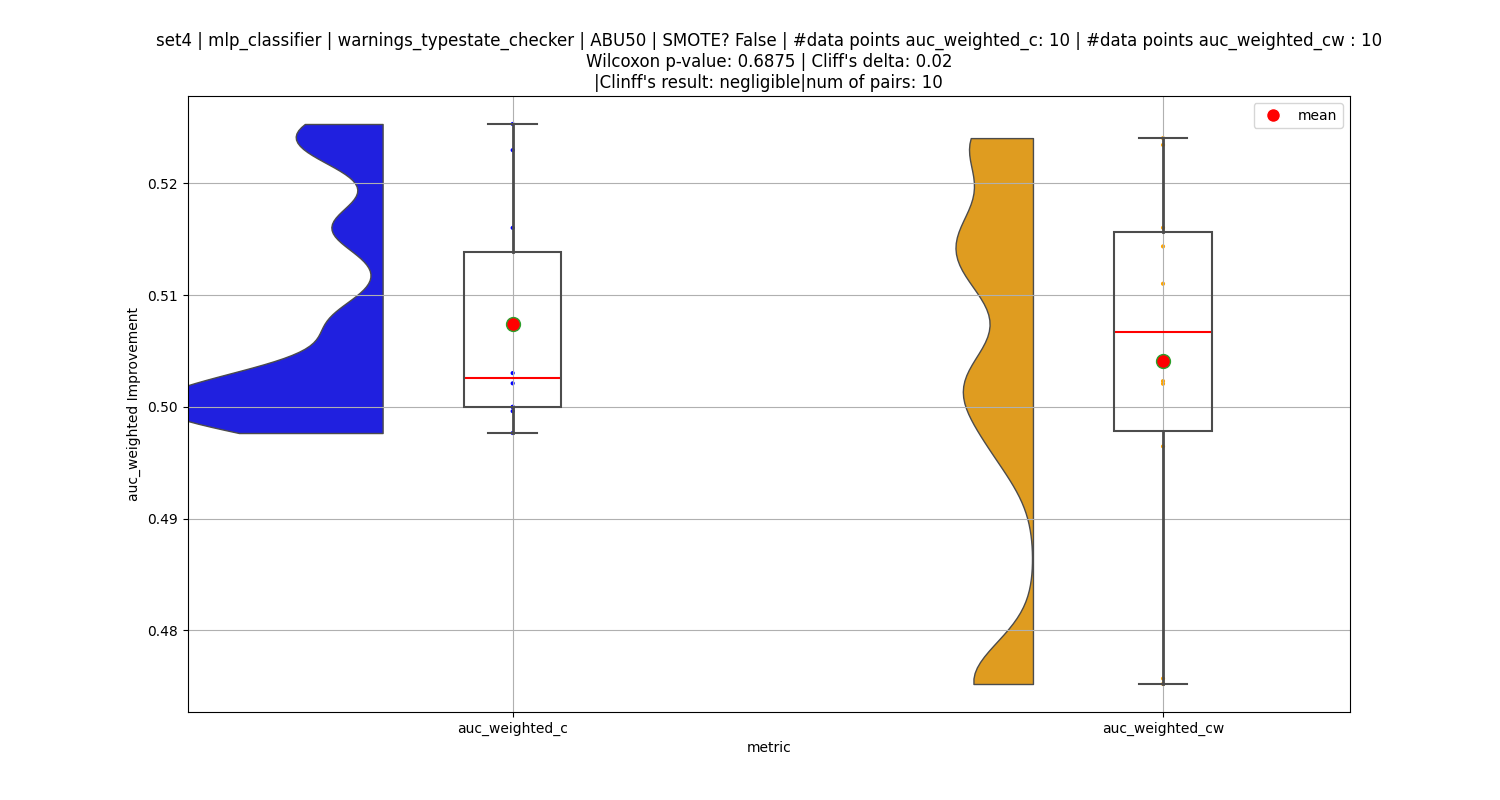 set4 | mlp_classifier | warnings_typestate_checker | ABU50 | SMOTE? False | #data points auc_weighted_c: 10 | #data points auc_weighted_cw : 10
Wilcoxon p-value: 0.6875 | Cliff's delta: 0.02
|Clinff's result: negligible|num of pairs: 10
mean
0.52
0.51
0.50
0.49
0.48
auc_weighted Improvement
auc_weighted_c
auc_weighted_cw
metric